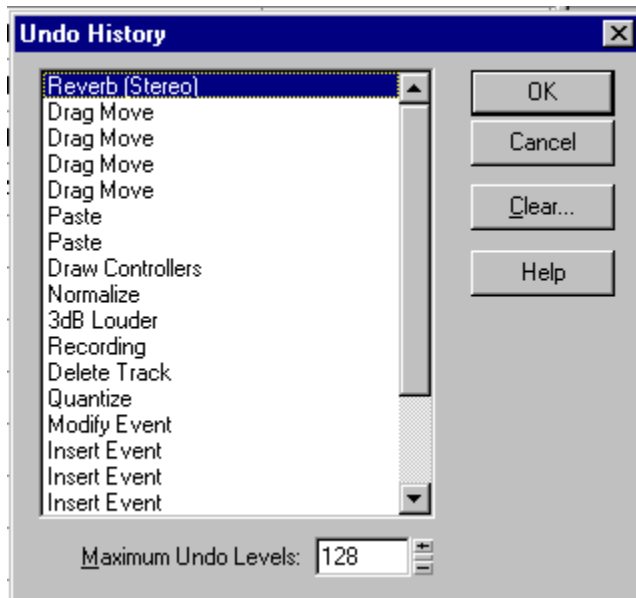 Undo History
Reverb (Stereo)
Drag Move
Drag Move
Drag Move
Drag Move
Paste
Paste
Draw Controllers
Normalize
3dB Louder
Recording
Delete Track
Quantize
Modify Event
Insert Event
Insert Event
Insert Event
OK
Cancel
Clear...
Help
Maximum Undo Levels: 128